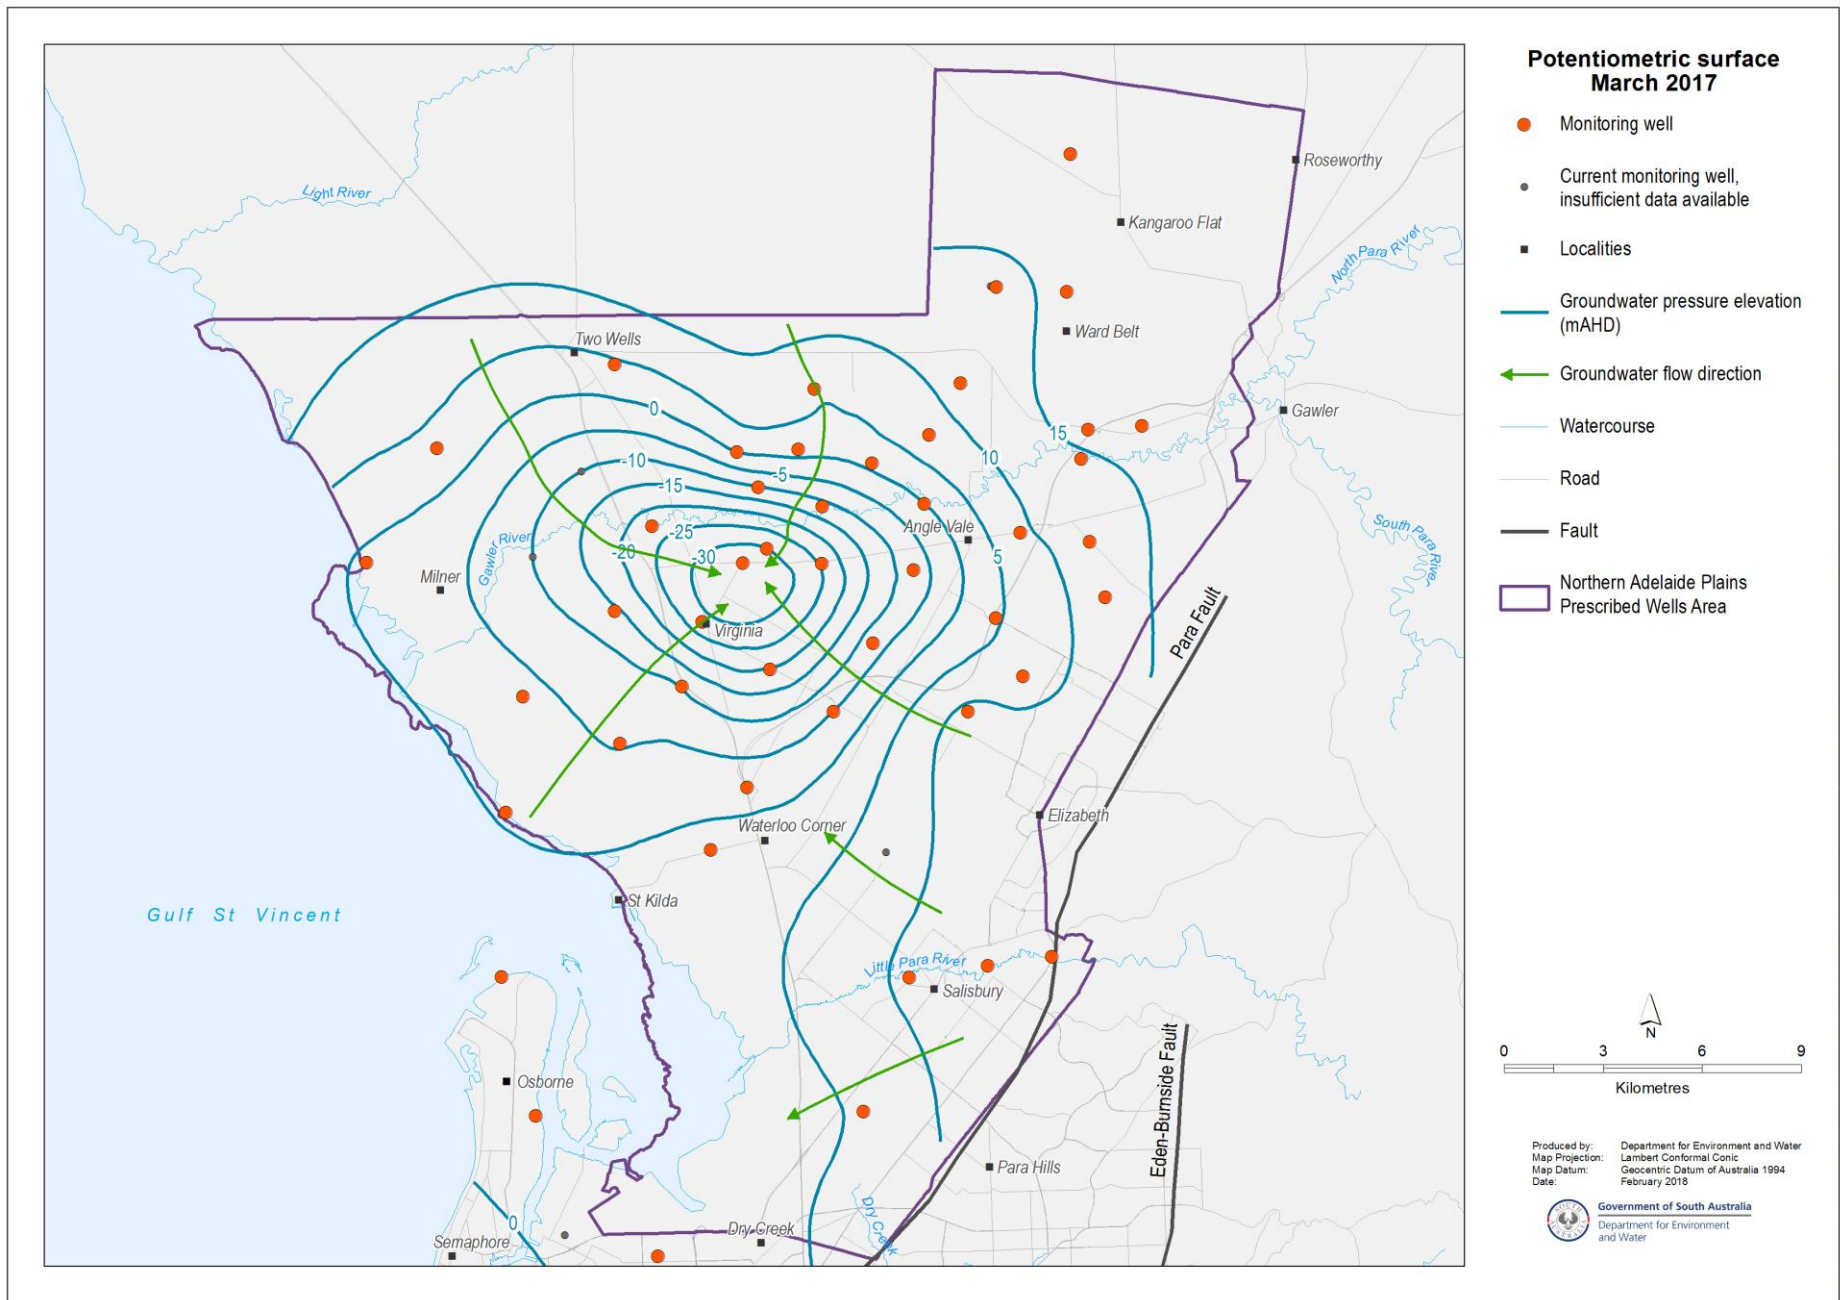 Potentiometric surface
March 2017
Monitoring well
Current monitoring well,
insufficient data available
Localities
Groundwater pressure elevation
(mAHD)
Groundwater flow direction
Watercourse
Road
Fault
Northern Adelaide Plains
Prescribed Wells Area
Light River
Roseworthy
Kangaroo Flat
North Para River
Ward Belt
Two Wells
Gawler
0
15
-10
10
-5
-15
South Para River
Angle Vale
-25
Gawler River
-20
-30
5
Milner
Virginia
Para Fault
Elizabeth
Waterloo Corner
St Kilda
Gulf St Vincent
Little Para River
Salisbury
Osborne
Eden-Burnside Fault
Para Hills
Dry Creek
Dry Creek
0
Semaphore
N
0 3 6 9
Kilometres
Produced by: Department for Environment and Water
Map Projection: Lambert Conformal Conic
Map Datum: Geocentric Datum of Australia 1994
Date: February 2018
Government of South Australia
Department for Environment
and Water